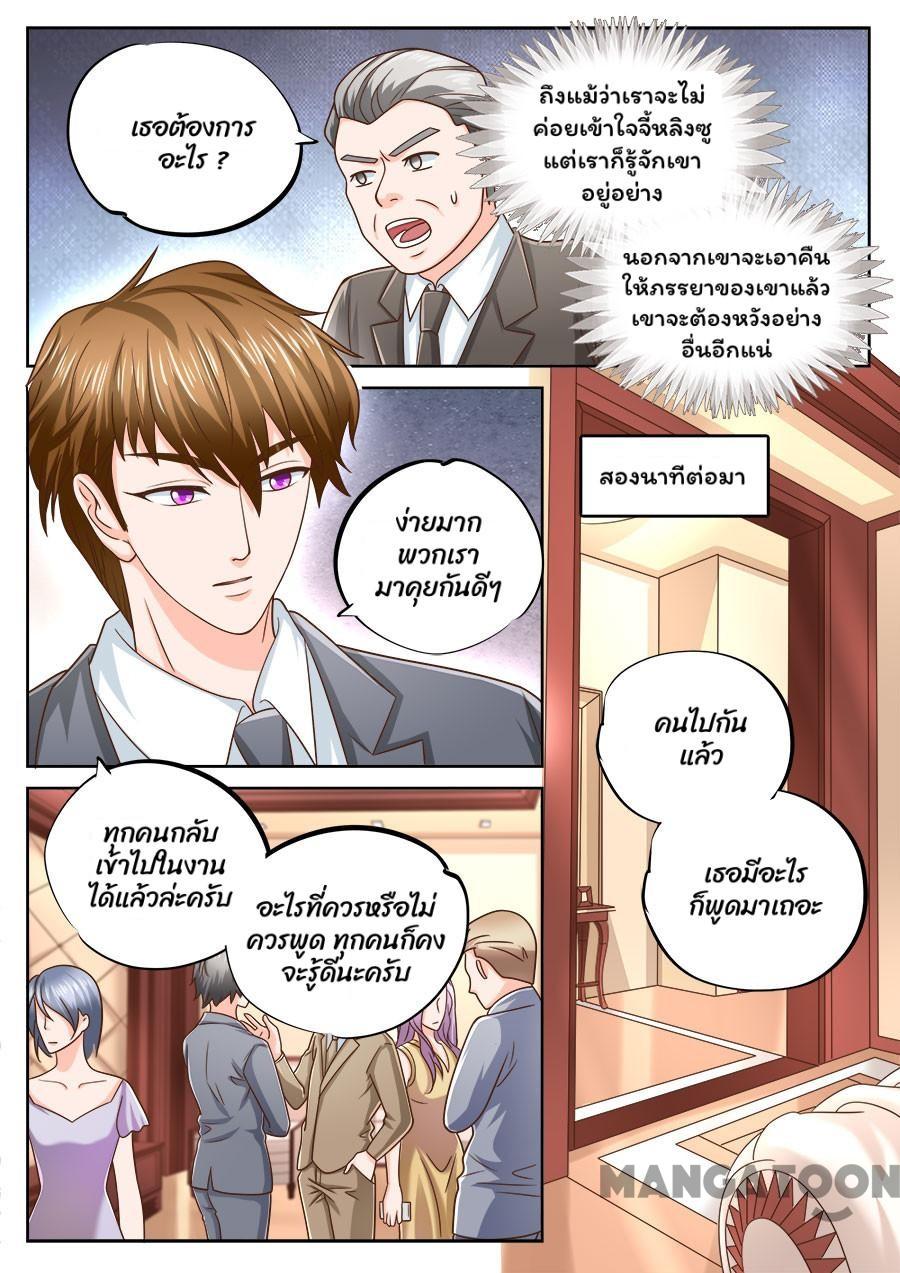 เธอต้องการ
อะไร ?
ถึงแม้ว่าเราจะไม่
ค่อยเข้าใจจี้หลิงซู
แต่เราก็รู้จักเขา
อยู่อย่าง
นอกจากเขาจะเอาคืน
ให้ภรรยาของเขาแล้ว
เขาจะต้องหวังอย่าง
อื่นอีกแน่
ง่ายมาก
พวกเรา
มาคุยกันดีๆ
สองนาทีต่อมา
คนไปกัน
แล้ว
เธอมีอะไร
ก็พูดมาเถอะ
ทุกคนกลับ
เข้าไปในงาน
ได้แล้วล่ะครับ
อะไรที่ควรหรือไม่
ควรพูด ทุกคนก็คง
จะรู้ดีนะครับ
MANGATOON